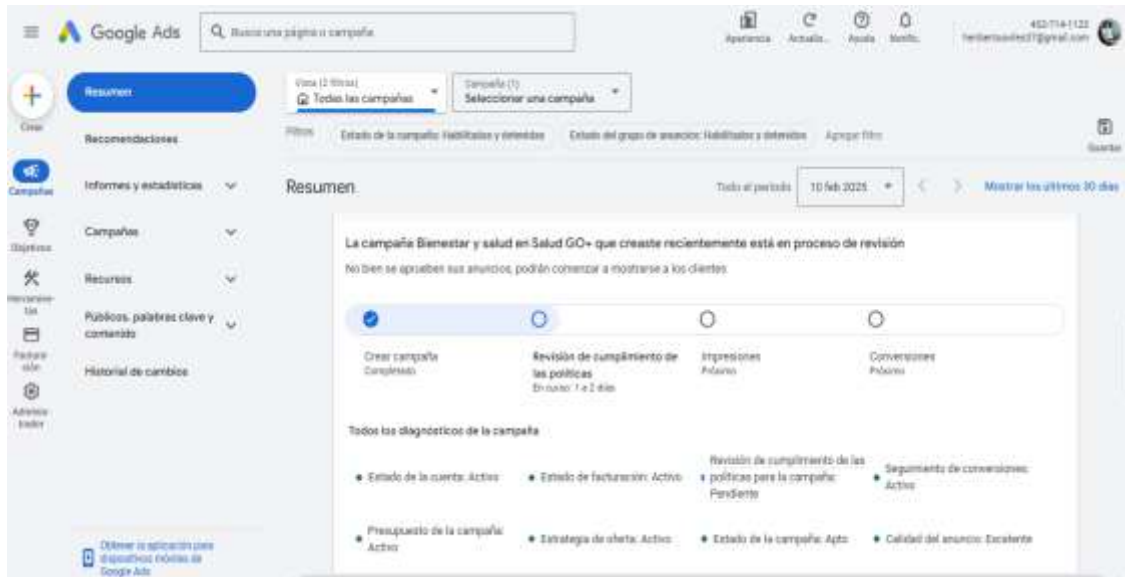 Google Ads
Busca una página o campaña
Apariencia
Actualiz...
Ayuda
Notific.
Crear
Campañas
Objetivos
Herramien-
tas
Factura-
ción
Administ-
rador
Resumen
Recomendaciones
Informes y estadísticas
Campañas
Recursos
Públicos, palabras clave y
contenido
Historial de cambios
Obtener la aplicación para
dispositivos móviles de
Google Ads
Vista (2 filtros)
Todas las campañas
Campaña (1)
Seleccionar una campaña
Filtros
Estado de la campaña: Habilitados y detenidos
Estado del grupo de anuncios: Habilitados y detenidos
Agregar filtro
Guardar
Resumen
Todo el período
10 feb 2025
Mostrar los últimos 30 días
La campaña Bienestar y salud en Salud GO+ que creaste recientemente está en proceso de revisión
No bien se aprueben sus anuncios, podrán comenzar a mostrarse a los clientes
Crear campaña
Completado
Revisión de cumplimiento de
las políticas
En curso: 1 a 2 días
Impresiones
Próximo
Conversiones
Próximo
Todos los diagnósticos de la campaña
Estado de la cuenta: Activo
Estado de facturación: Activo
Revisión de cumplimiento de las
políticas para la campaña:
Pendiente
Seguimiento de conversiones:
Activo
Presupuesto de la campaña:
Activo
Estrategia de oferta: Activo
Estado de la campaña: Apto
Calidad del anuncio: Excelente